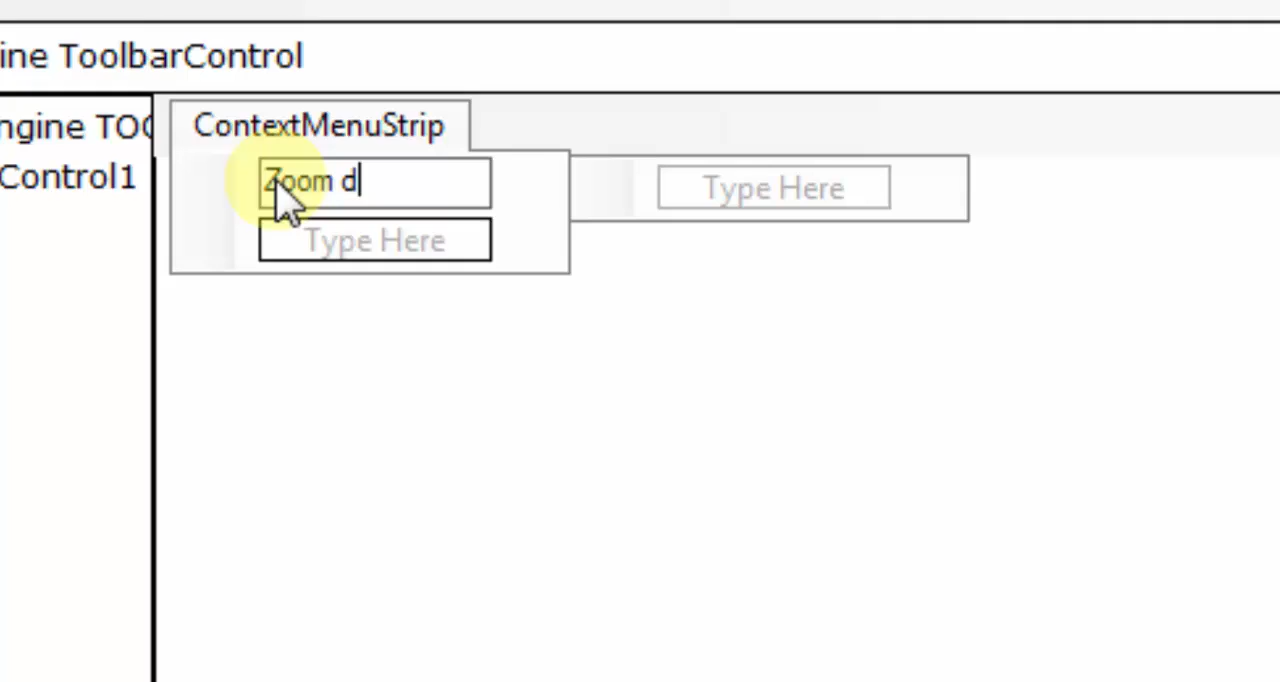 ine ToolbarControl
ngine TOC
Control1
ContextMenuStrip
Zoom d
Type Here
Type Here